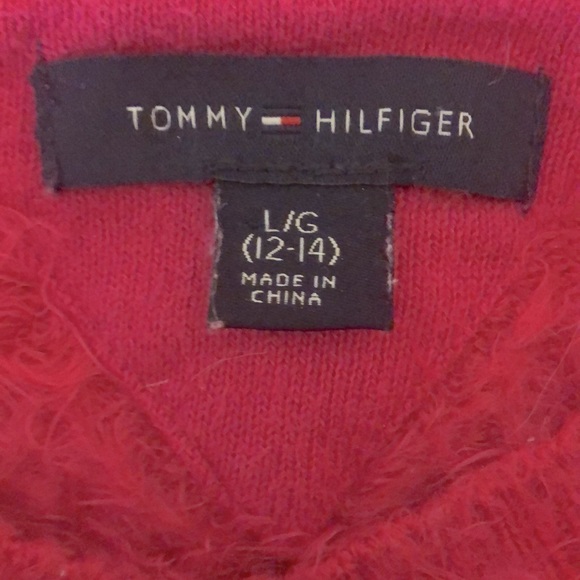 TOMMY HILFIGER
L/G
(12-14)
MADE IN
CHINA